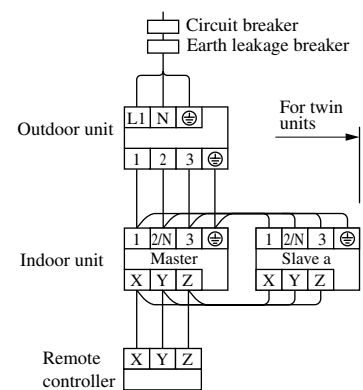 Circuit breaker
Earth leakage breaker
L1 N
For twin
units
Outdoor unit
1 2 3
1 2/N 3 1 2/N 3
Indoor unit Master Slave a
X Y Z X Y Z
Remote
controller
X Y Z